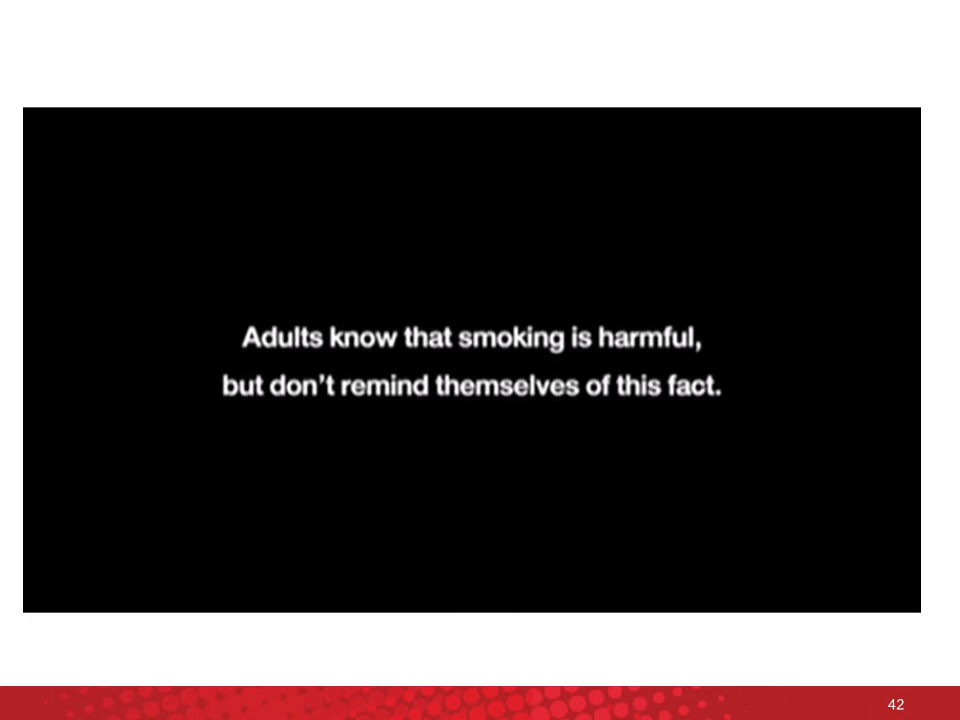 Adults know that smoking is harmful,
but don’t remind themselves of this fact.
42